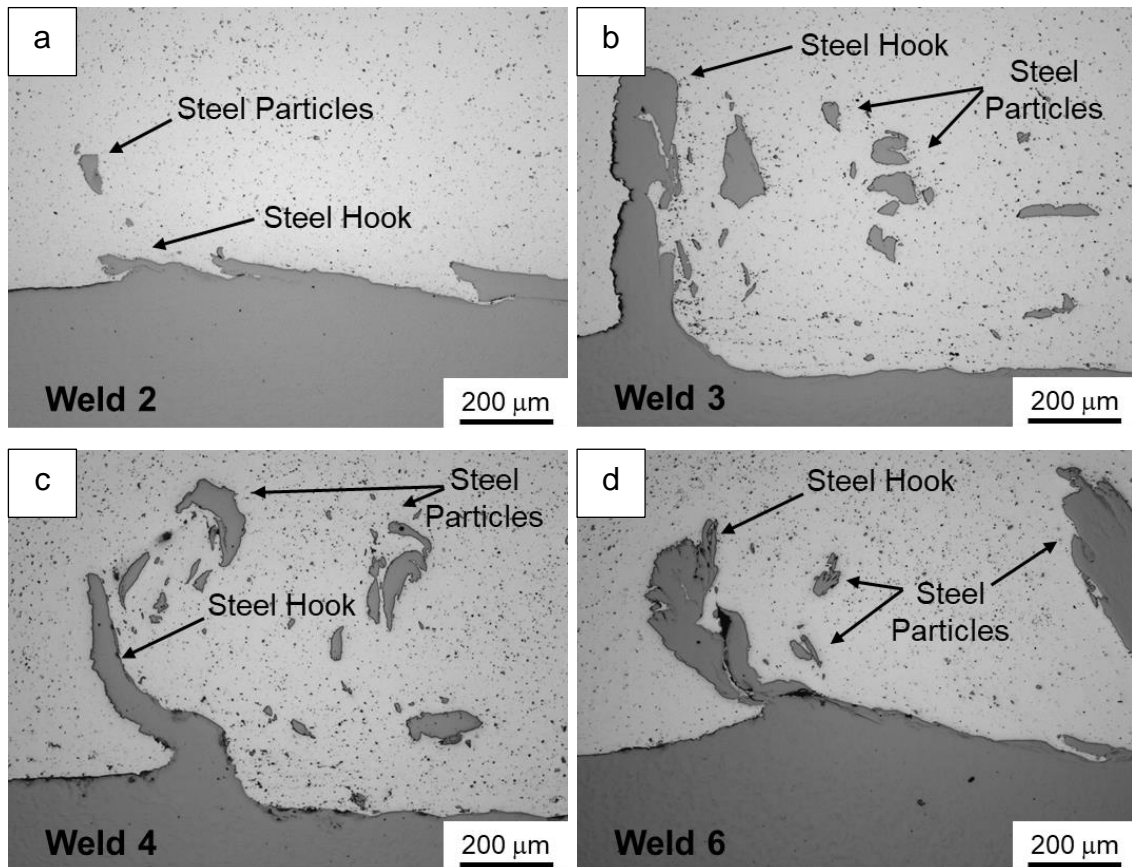 a
Steel Particles
Steel Hook
Weld 2
200 μm
b
Steel Hook
Steel
Particles
Weld 3
200 μm
c
Steel
Particles
Steel Hook
Weld 4
200 μm
d
Steel Hook
Steel
Particles
Weld 6
200 μm